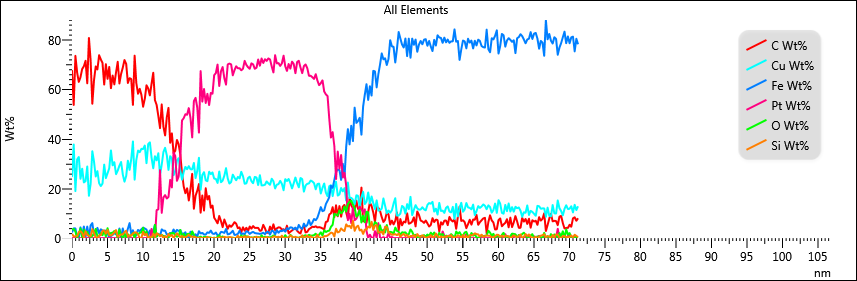 All Elements
Wt%
80
60
40
20
0
C Wt%
Cu Wt%
Fe Wt%
Pt Wt%
O Wt%
Si Wt%
0 5 10 15 20 25 30 35 40 45 50 55 60 65 70 75 80 85 90 95 100 105
nm